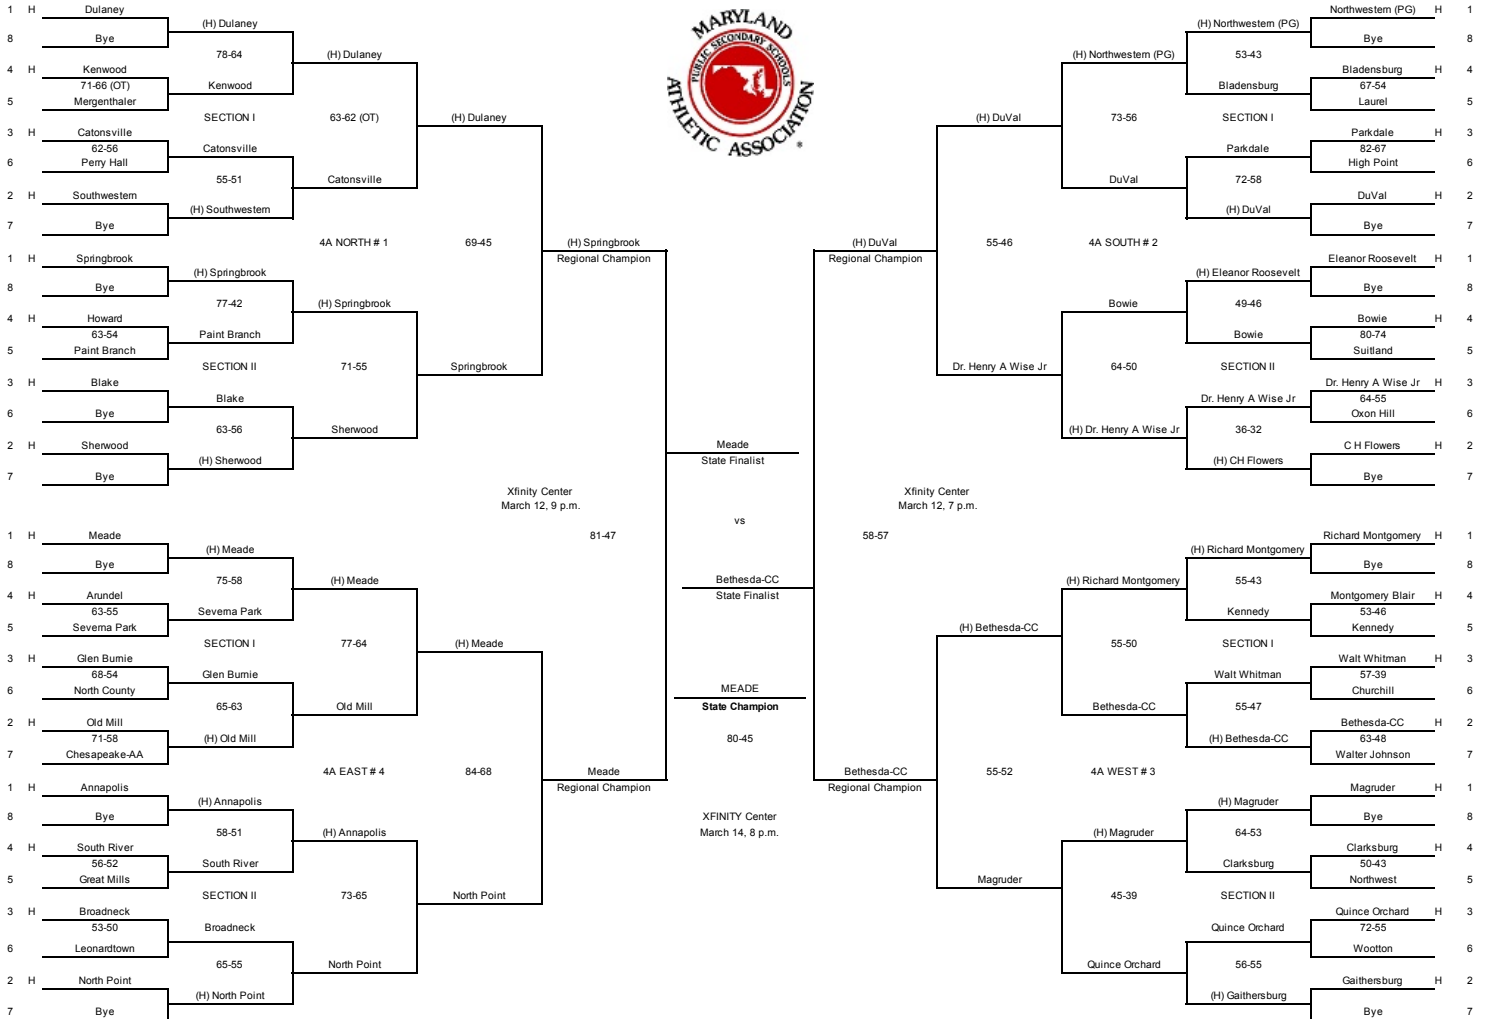 MARYLAND
PUBLIC SECONDARY SCHOOLS
ATHLETIC ASSOCIATION
®
1 H Dulaney
8 Bye
(H) Dulaney
78-64
4 H Kenwood
71-66 (OT)
5 Mergenthaler
Kenwood
(H) Dulaney
SECTION I
63-62 (OT)
3 H Catonsville
62-56
6 Perry Hall
Catonsville
55-51
2 H Southwestern
7 Bye
(H) Southwestern
Catonsville
(H) Dulaney
4A NORTH # 1
69-45
1 H Springbrook
8 Bye
(H) Springbrook
77-42
4 H Howard
63-54
5 Paint Branch
Paint Branch
(H) Springbrook
SECTION II
71-55
3 H Blake
6 Bye
Blake
63-56
2 H Sherwood
7 Bye
(H) Sherwood
Sherwood
Springbrook
(H) Springbrook
Regional Champion
Xfinity Center
March 12, 9 p.m.
81-47
1 H Meade
8 Bye
(H) Meade
75-58
4 H Arundel
63-55
5 Severna Park
Severna Park
(H) Meade
SECTION I
77-64
3 H Glen Burnie
68-54
6 North County
Glen Burnie
65-63
2 H Old Mill
71-58
7 Chesapeake-AA
(H) Old Mill
Old Mill
(H) Meade
4A EAST # 4
84-68
1 H Annapolis
8 Bye
(H) Annapolis
58-51
4 H South River
56-52
5 Great Mills
South River
(H) Annapolis
SECTION II
73-65
3 H Broadneck
53-50
6 Leonardtown
Broadneck
65-55
2 H North Point
7 Bye
(H) North Point
North Point
North Point
Meade
Regional Champion
Meade
State Finalist
vs
Bethesda-CC
State Finalist
MEADE
State Champion
80-45
XFINITY Center
March 14, 8 p.m.
Northwestern (PG) H 1
Bye 8
(H) Northwestern (PG)
53-43
Bladensburg H 4
67-54
Laurel 5
Bladensburg
(H) Northwestern (PG)
SECTION I
73-56
Parkdale H 3
82-67
High Point 6
Parkdale
72-58
DuVal H 2
Bye 7
(H) DuVal
DuVal
(H) DuVal
4A SOUTH # 2
55-46
Eleanor Roosevelt H 1
Bye 8
(H) Eleanor Roosevelt
49-46
Bowie H 4
80-74
Suitland 5
Bowie
Bowie
SECTION II
64-50
Dr. Henry A Wise Jr H 3
64-55
Oxon Hill 6
Dr. Henry A Wise Jr
36-32
C H Flowers H 2
Bye 7
(H) CH Flowers
(H) Dr. Henry A Wise Jr
Dr. Henry A Wise Jr
(H) DuVal
Regional Champion
Xfinity Center
March 12, 7 p.m.
58-57
Richard Montgomery H 1
Bye 8
(H) Richard Montgomery
55-43
Montgomery Blair H 4
53-46
Kennedy 5
Kennedy
(H) Richard Montgomery
SECTION I
55-50
Walt Whitman H 3
57-39
Churchill 6
Walt Whitman
55-47
Bethesda-CC H 2
63-48
Walter Johnson 7
(H) Bethesda-CC
Bethesda-CC
(H) Bethesda-CC
4A WEST # 3
55-52
Magruder H 1
Bye 8
(H) Magruder
64-53
Clarksburg H 4
50-43
Northwest 5
Clarksburg
(H) Magruder
SECTION II
45-39
Quince Orchard H 3
72-55
Wootton 6
Quince Orchard
56-55
Gaithersburg H 2
Bye 7
(H) Gaithersburg
Quince Orchard
Magruder
Bethesda-CC
Regional Champion